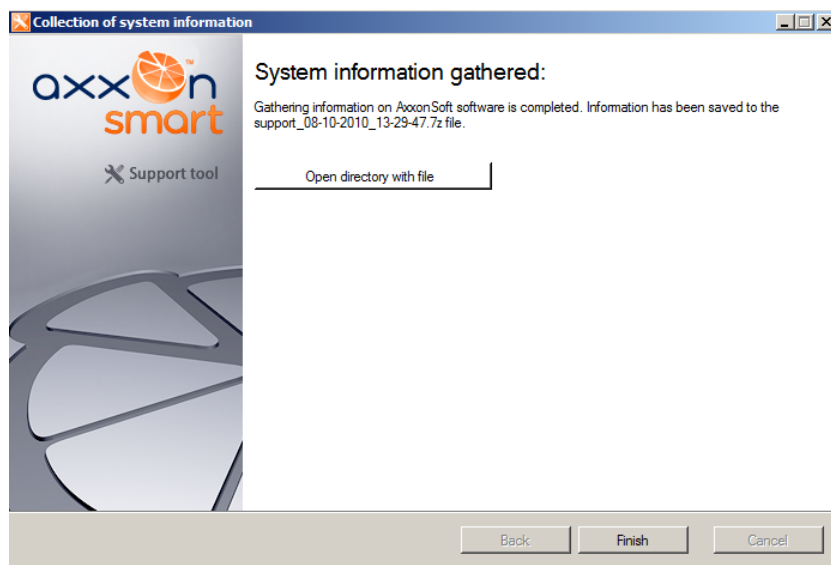 Collection of system information
axxon™
smart
Support tool
System information gathered:
Gathering information on AxxonSoft software is completed. Information has been saved to the
support_08-10-2010_13-29-47.7z file.
Open directory with file
Back
Finish
Cancel